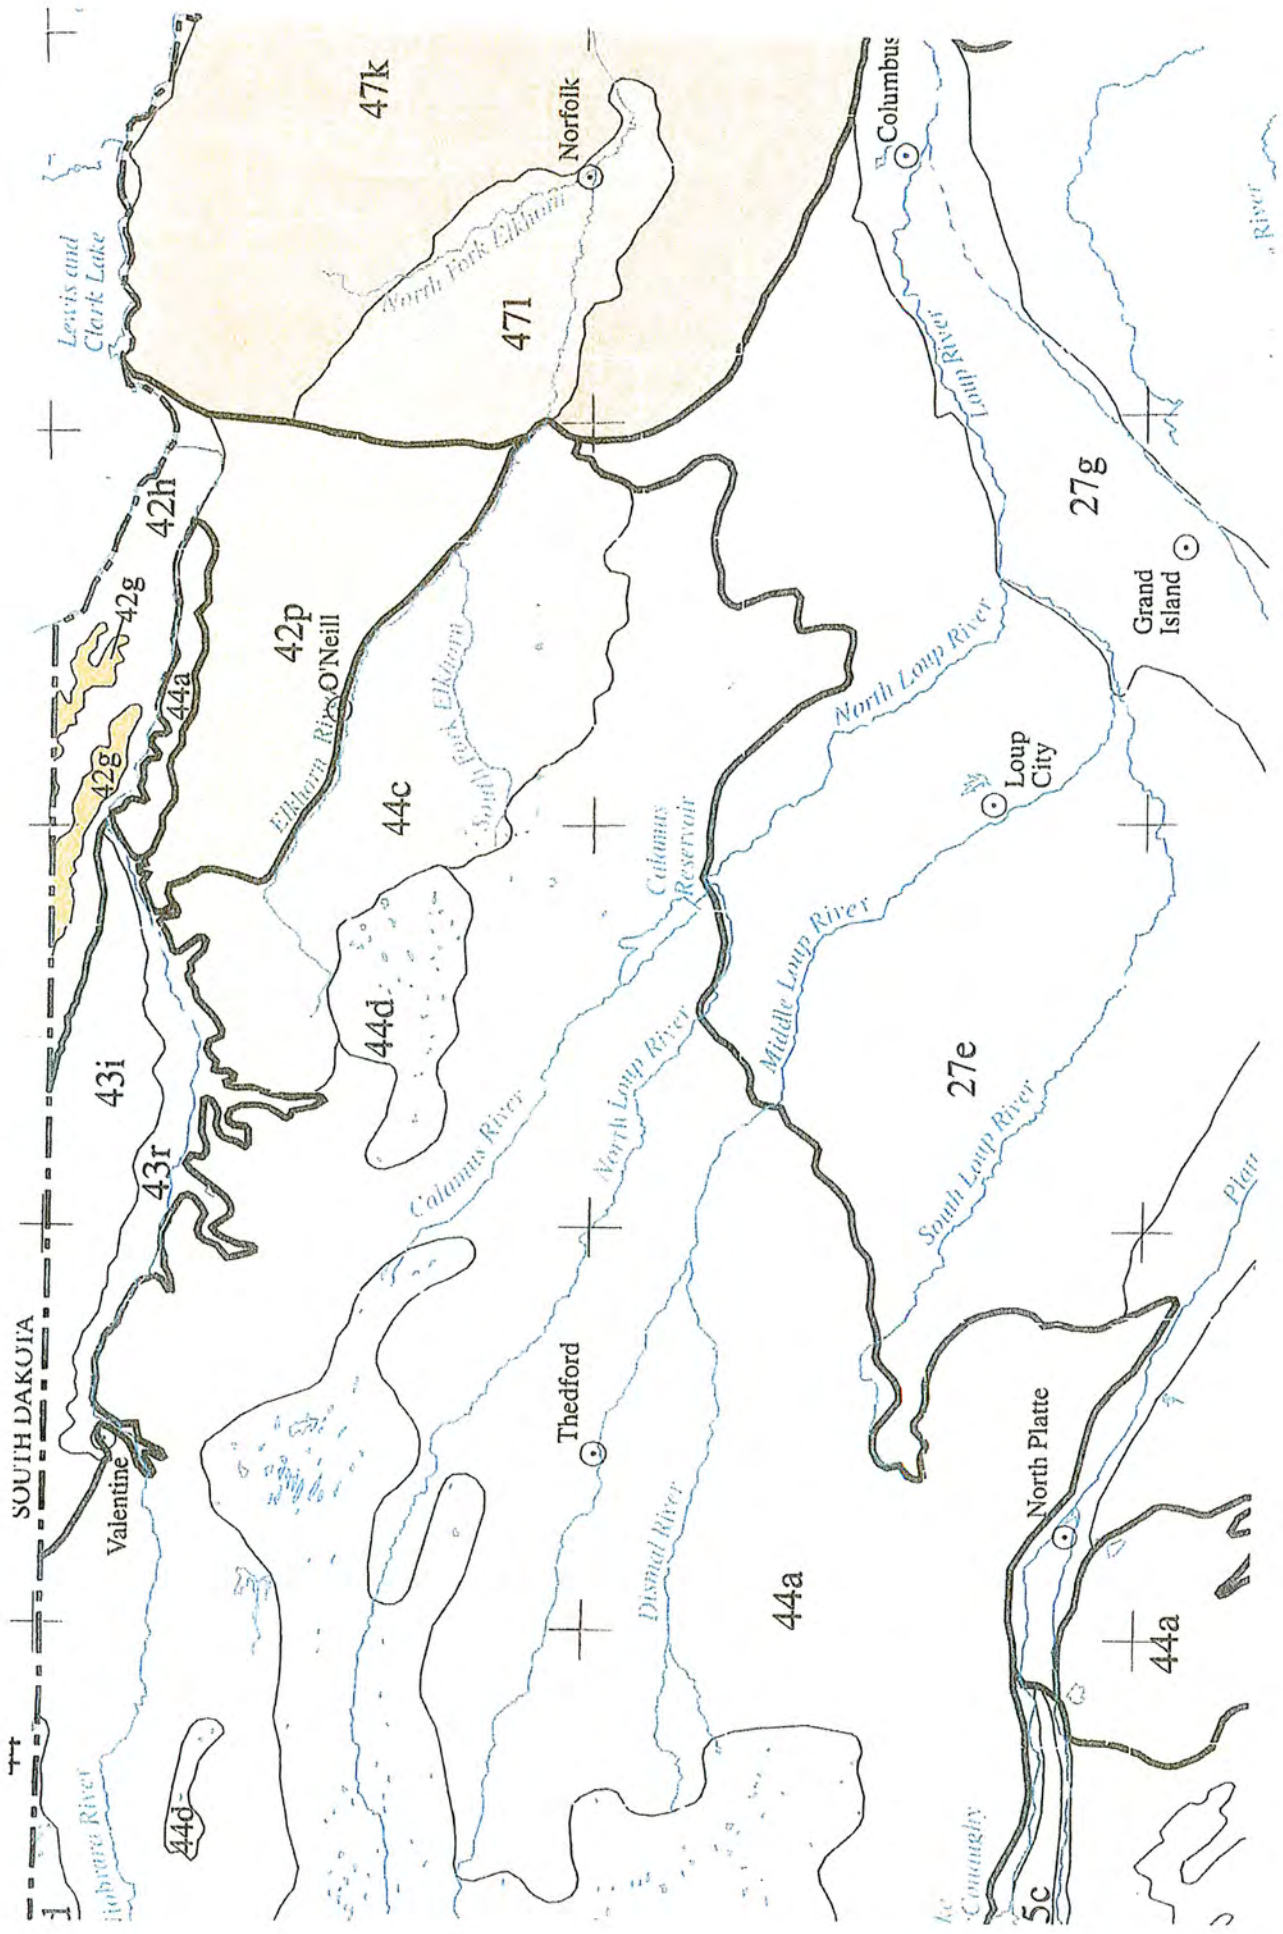 SOUTH DAKOTA
Lewis and
Clark Lake
47k
Norfolk
North Fork Elkhorn
47l
Columbus
Loup River
River
42h
42g
42g
44a
42p
O'Neill
Elkhorn
South Fork Elkhorn
44c
27g
Grand
Island
North Loup River
Loup
City
Calamus
Reservoir
Middle Loup River
44d
43i
43r
Calamus River
North Loup River
27e
South Loup River
Valentine
Thedford
Dismal River
44a
North Platte
44a
44d
River
5c